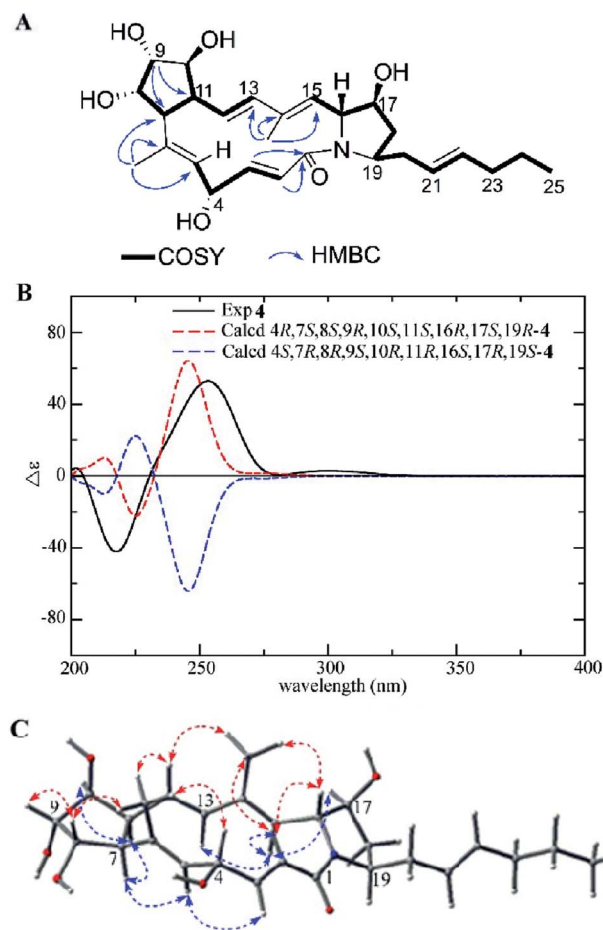 A
HO 9 OH
HO 11 13 15 H OH
17
H N 19 21 23 25
O
4
HO
COSY HMBC
B
Exp 4
Calcd 4R,7S,8S,9R,10S,11S,16R,17S,19R-4
Calcd 4S,7R,8R,9S,10R,11R,16S,17R,19S-4
80
40
0
-40
-80
Δε
200 250 300 350 400
wavelength (nm)
C
9 13 17
7 4 1 19